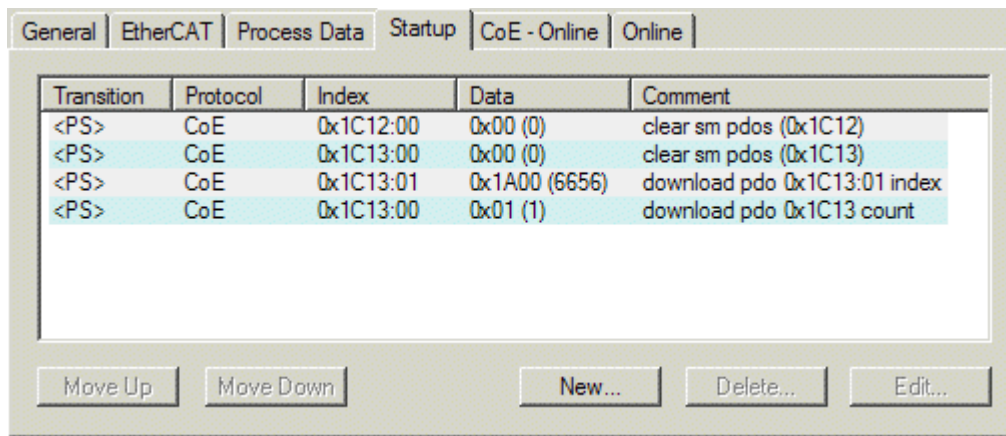 General EtherCAT Process Data Startup CoE - Online Online
Transition Protocol Index Data Comment
<PS> CoE 0x1C12:00 0x00 (0) clear sm pdos (0x1C12)
<PS> CoE 0x1C13:00 0x00 (0) clear sm pdos (0x1C13)
<PS> CoE 0x1C13:01 0x1A00 (6656) download pdo 0x1C13:01 index
<PS> CoE 0x1C13:00 0x01 (1) download pdo 0x1C13 count
Move Up Move Down New... Delete... Edit...